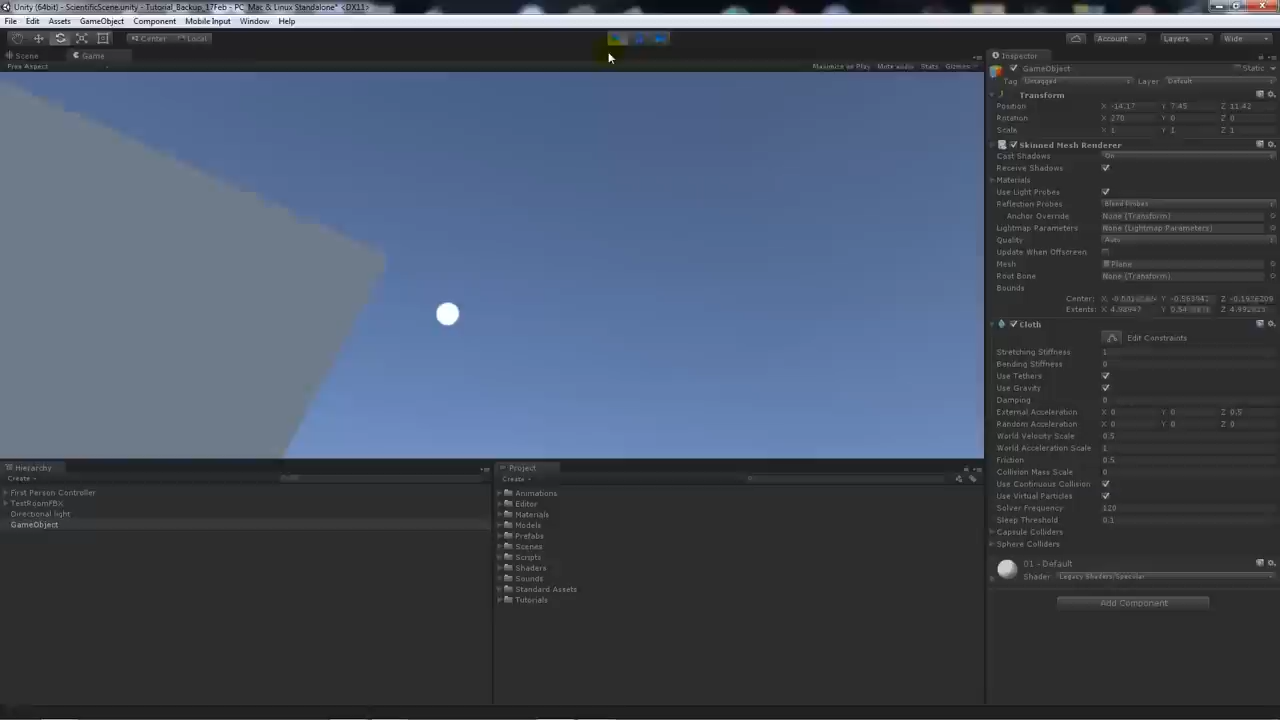 Unity (64bit) - ScientificScene.unity - Tutorial_Backup_17Feb - PC, Mac & Linux Standalone* <DX11>
File Edit Assets GameObject Component Mobile Input Window Help
Center Local Account Layers Wide
Scene Game
Free Aspect Maximize on Play Mute audio Stats Gizmos
Inspector
GameObject Static
Tag Untagged Layer Default
Transform
Position X -14.17 Y 7.45 Z 11.42
Rotation X 270 Y 0 Z 0
Scale X 1 Y 1 Z 1
Skinned Mesh Renderer
Cast Shadows On
Receive Shadows
Materials
Use Light Probes
Reflection Probes Blend Probes
Anchor Override None (Transform)
Lightmap Parameters None (Lightmap Parameters)
Quality Auto
Update When Offscreen
Mesh Plane
Root Bone None (Transform)
Bounds
Center: X Y -0.563942 Z -0.1926209
Extents: X 4.98947 Y Z
Cloth
Edit Constraints
Stretching Stiffness 1
Bending Stiffness 0
Use Tethers
Use Gravity
Damping 0
External Acceleration X 0 Y 0 Z 0.5
Random Acceleration X 0 Y 0 Z 0
World Velocity Scale 0.5
World Acceleration Scale 1
Friction 0.5
Collision Mass Scale 0
Use Continuous Collision
Use Virtual Particles
Solver Frequency 120
Sleep Threshold 0.1
Capsule Colliders
Sphere Colliders
01 - Default
Shader Legacy Shaders/Specular
Add Component
Hierarchy
Create
First Person Controller
TestRoomFBX
Directional light
GameObject
Project
Create
Animations
Editor
Materials
Models
Prefabs
Scenes
Scripts
Shaders
Sounds
Standard Assets
Tutorials